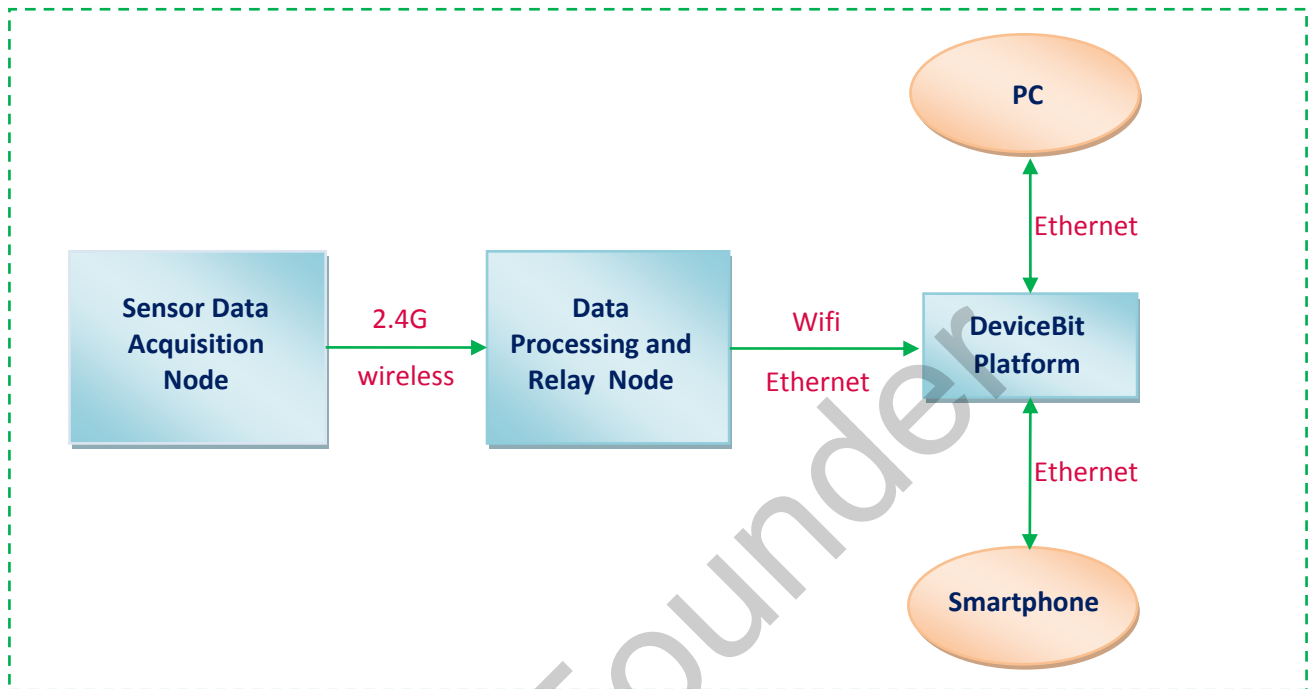 PC
Ethernet
Sensor Data
Acquisition
Node
2.4G
wireless
Data
Processing and
Relay Node
Wifi
Ethernet
DeviceBit
Platform
Ethernet
Smartphone
Founder